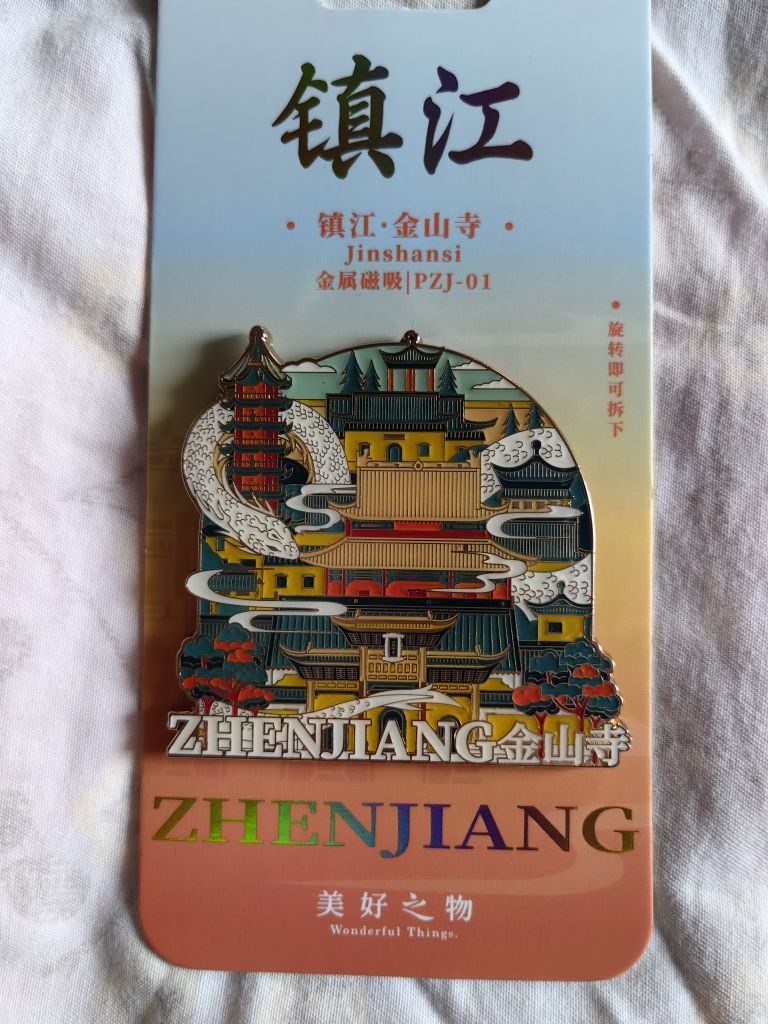 镇江
• 镇江·金山寺 •
Jinshansi
金属磁吸|PZJ-01
• 旋转即可拆下
ZHENJIANG金山寺
ZHENJIANG
美好之物
Wonderful Things.